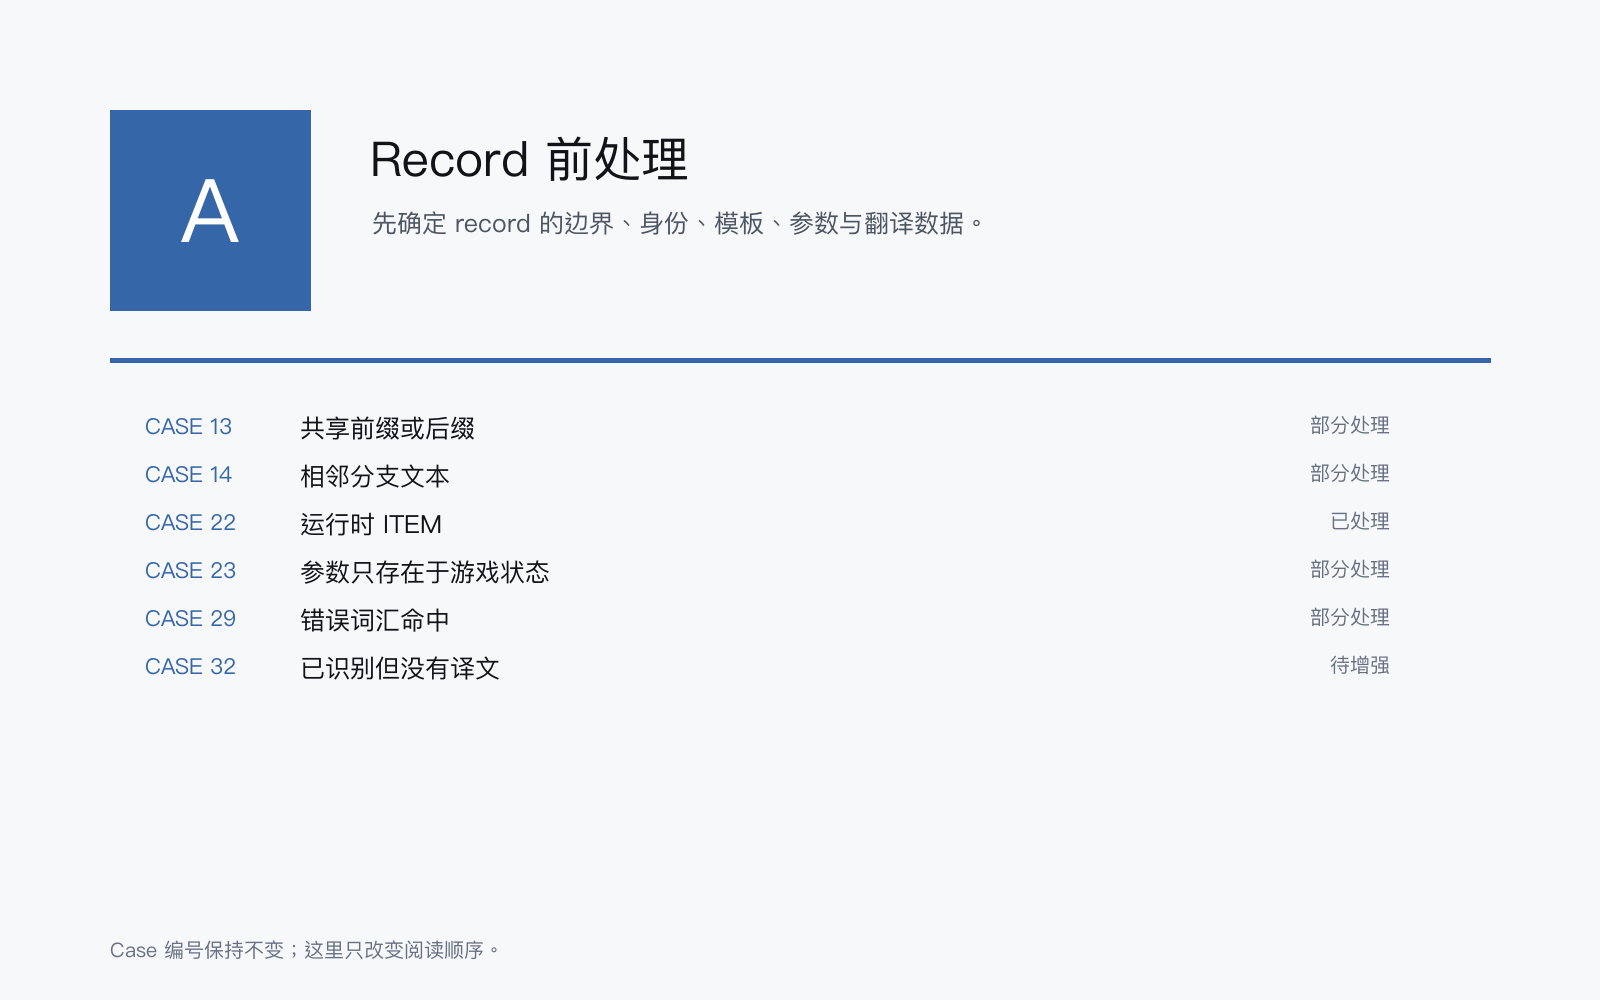 A
Record 前处理
先确定 record 的边界、身份、模板、参数与翻译数据。
CASE 13 共享前缀或后缀 部分处理
CASE 14 相邻分支文本 部分处理
CASE 22 运行时 ITEM 已处理
CASE 23 参数只存在于游戏状态 部分处理
CASE 29 错误词汇命中 部分处理
CASE 32 已识别但没有译文 待增强
Case 编号保持不变；这里只改变阅读顺序。